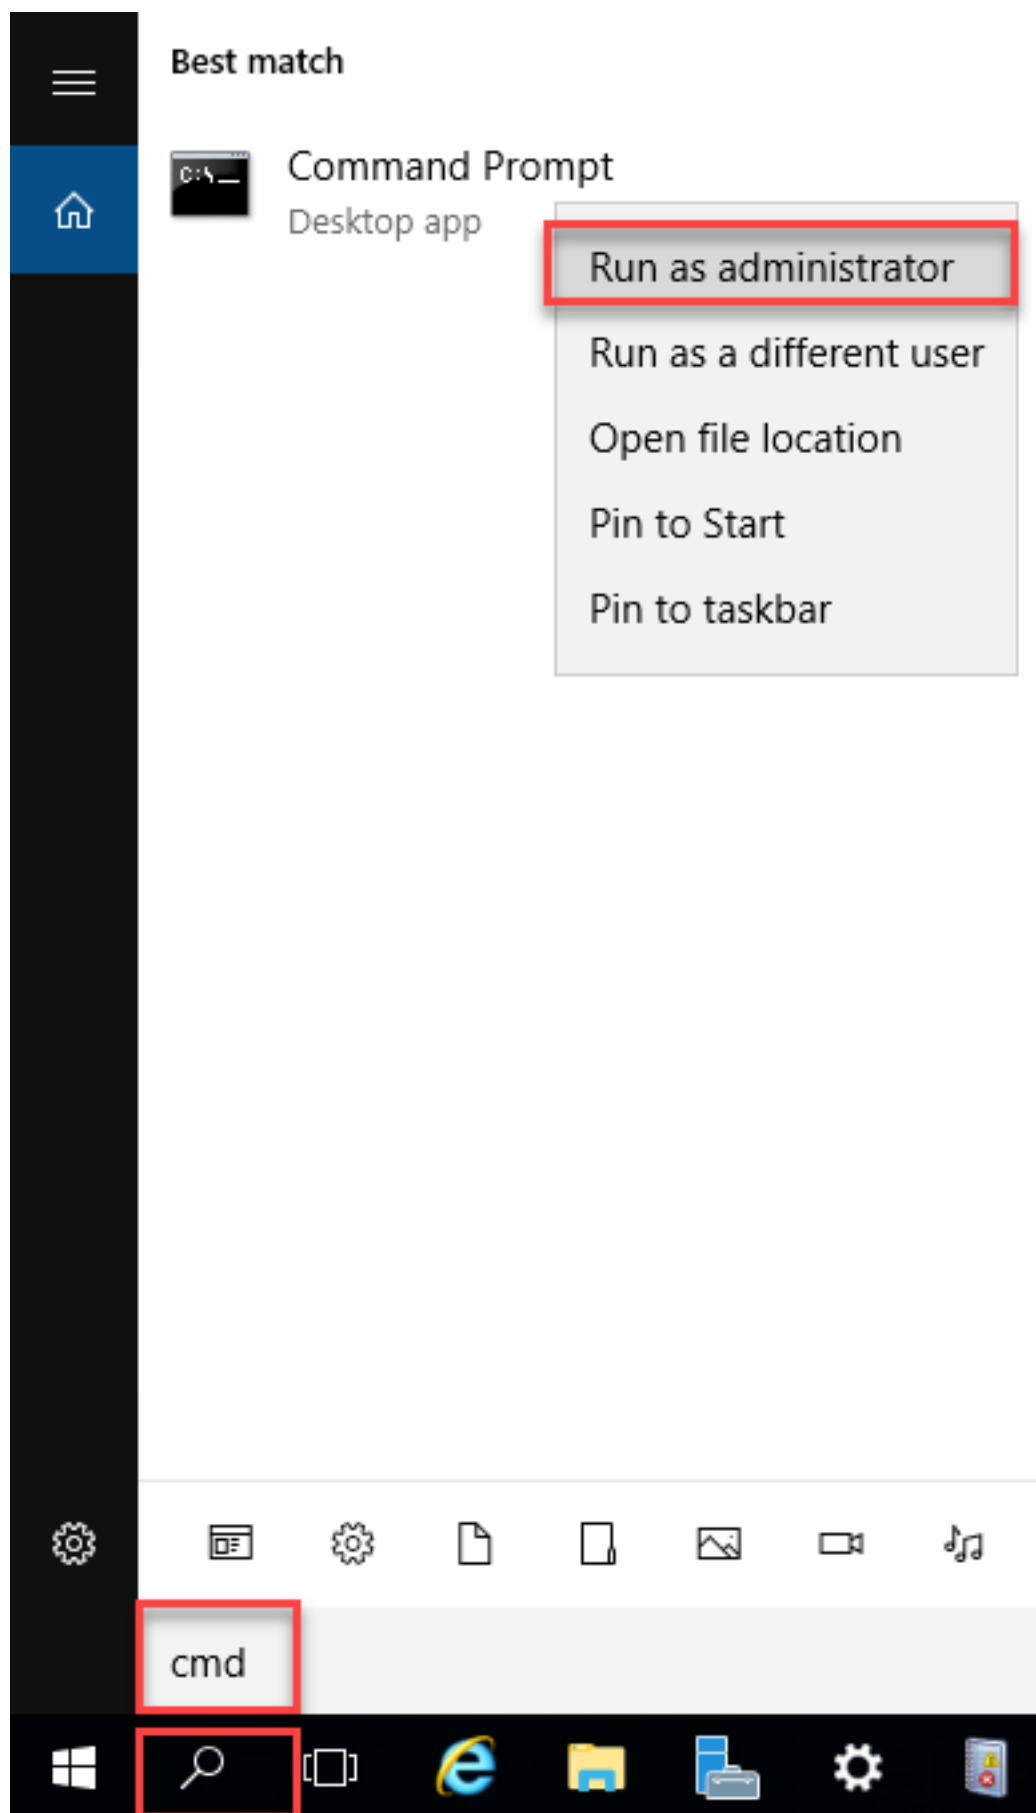 Best match
C:\_
Command Prompt
Desktop app
Run as administrator
Run as a different user
Open file location
Pin to Start
Pin to taskbar
cmd